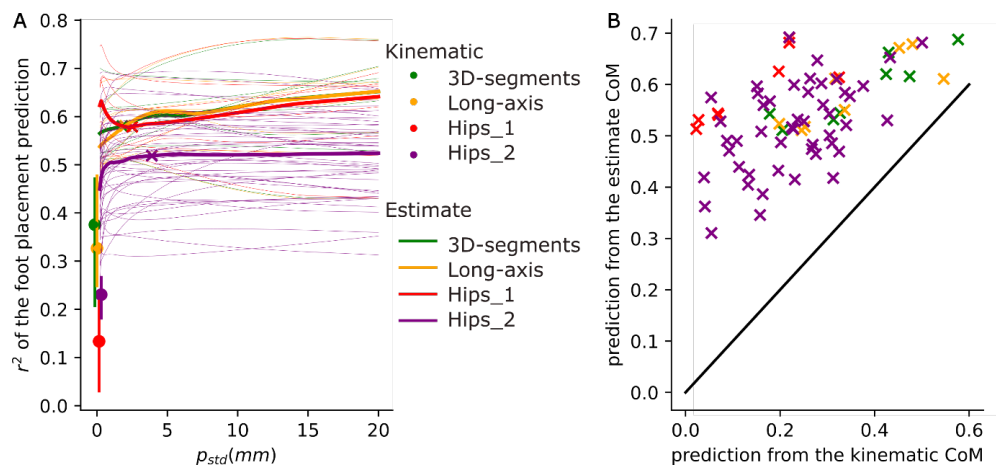 A
r² of the foot placement prediction
0.8
0.7
0.6
0.5
0.4
0.3
0.2
0.1
0.0
0
5
10
15
20
p_std(mm)
Kinematic
3D-segments
Long-axis
Hips_1
Hips_2
Estimate
3D-segments
Long-axis
Hips_1
Hips_2
B
prediction from the estimate CoM
0.7
0.6
0.5
0.4
0.3
0.2
0.1
0.0
0.0
0.2
0.4
0.6
prediction from the kinematic CoM